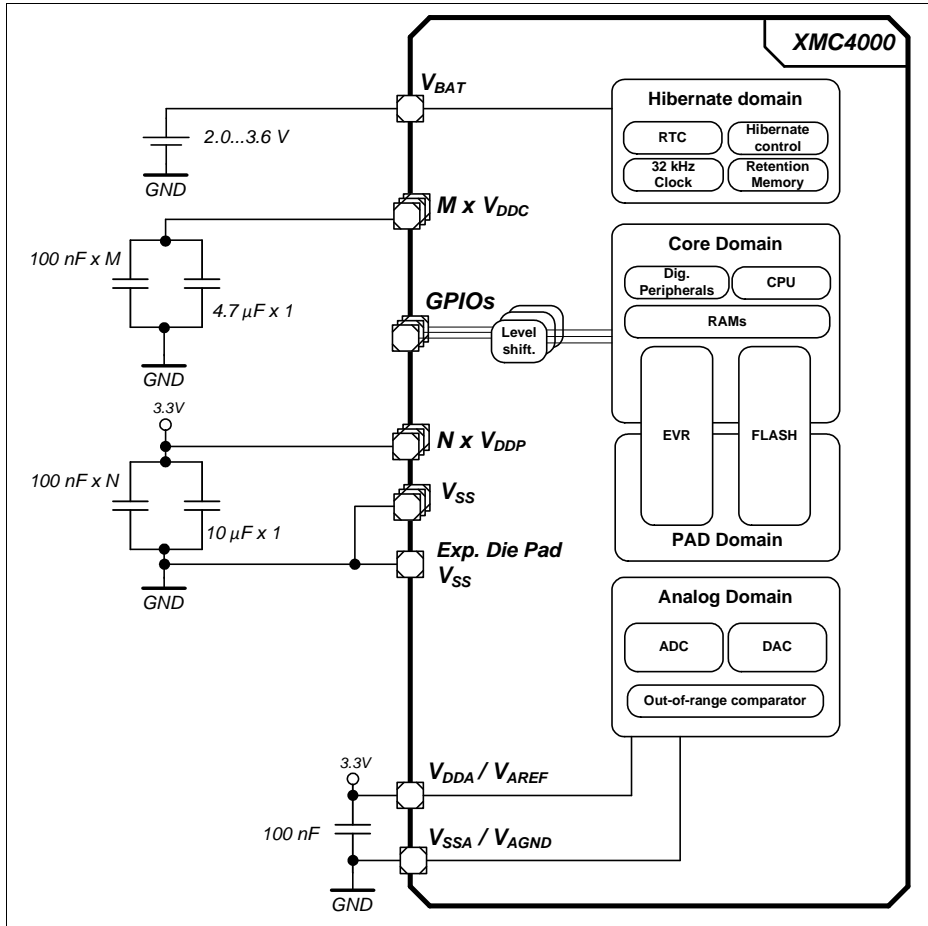 XMC4000
VBAT
Hibernate domain
RTC
Hibernate
control
32 kHz
Clock
Retention
Memory
2.0...3.6 V
GND
M x VDDC
100 nF x M
4.7 µF x 1
GND
Core Domain
Dig.
Peripherals
CPU
RAMs
GPIOs
Level
shift.
EVR
FLASH
PAD Domain
3.3V
N x VDDP
100 nF x N
10 µF x 1
VSS
Exp. Die Pad
VSS
GND
Analog Domain
ADC
DAC
Out-of-range comparator
3.3V
VDDA / VAREF
100 nF
VSSA / VAGND
GND